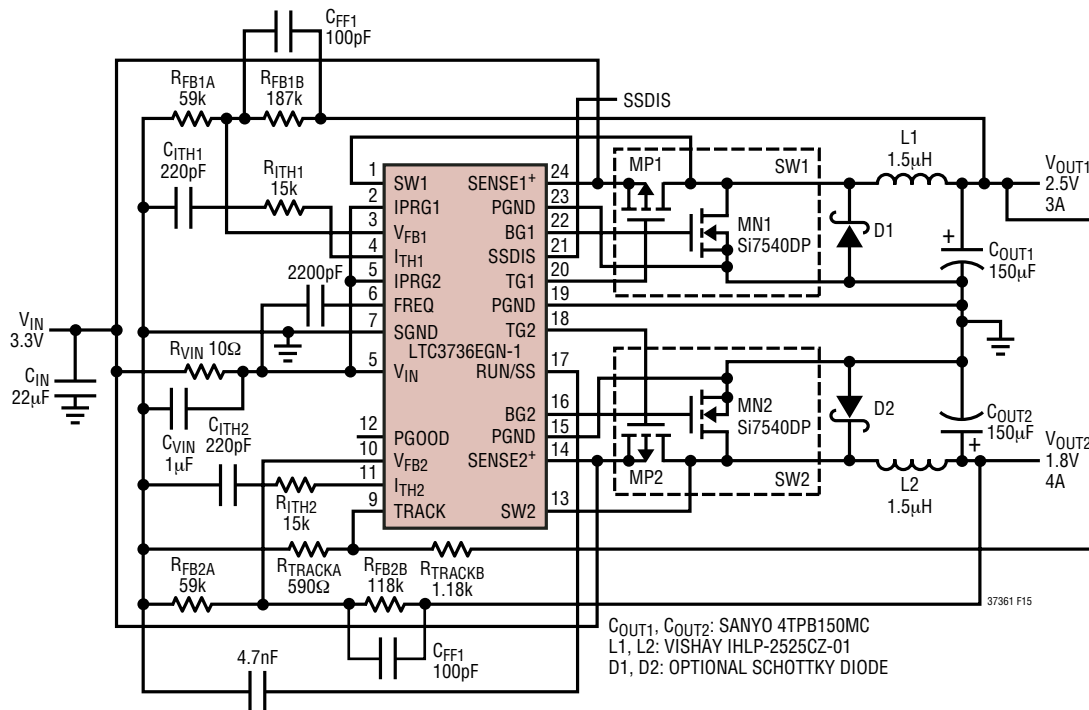 CFF1
100pF
RFB1A
59k
RFB1B
187k
SSDIS
CITH1
220pF
RITH1
15k
1
2
3
4
5
6
7
5
12
10
11
9
SW1
IPRG1
VFB1
ITH1
IPRG2
FREQ
SGND
LTC3736EGN-1
VIN
PGOOD
VFB2
ITH2
TRACK
SENSE1+
PGND
BG1
SSDIS
TG1
PGND
TG2
RUN/SS
BG2
PGND
SENSE2+
SW2
24
23
22
21
20
19
18
17
16
15
14
13
MP1
SW1
MN1
Si7540DP
D1
L1
1.5µH
VOUT1
2.5V
3A
+
COUT1
150µF
2200pF
VIN
3.3V
CIN
22µF
RVIN 10Ω
CVIN
1µF
CITH2
220pF
RITH2
15k
MN2
Si7540DP
MP2
SW2
D2
L2
1.5µH
COUT2
150µF
+
VOUT2
1.8V
4A
RFB2A
59k
RTRACKA
590Ω
RFB2B
118k
RTRACKB
1.18k
CFF1
100pF
4.7nF
37361 F15
COUT1, COUT2: SANYO 4TPB150MC
L1, L2: VISHAY IHLP-2525CZ-01
D1, D2: OPTIONAL SCHOTTKY DIODE